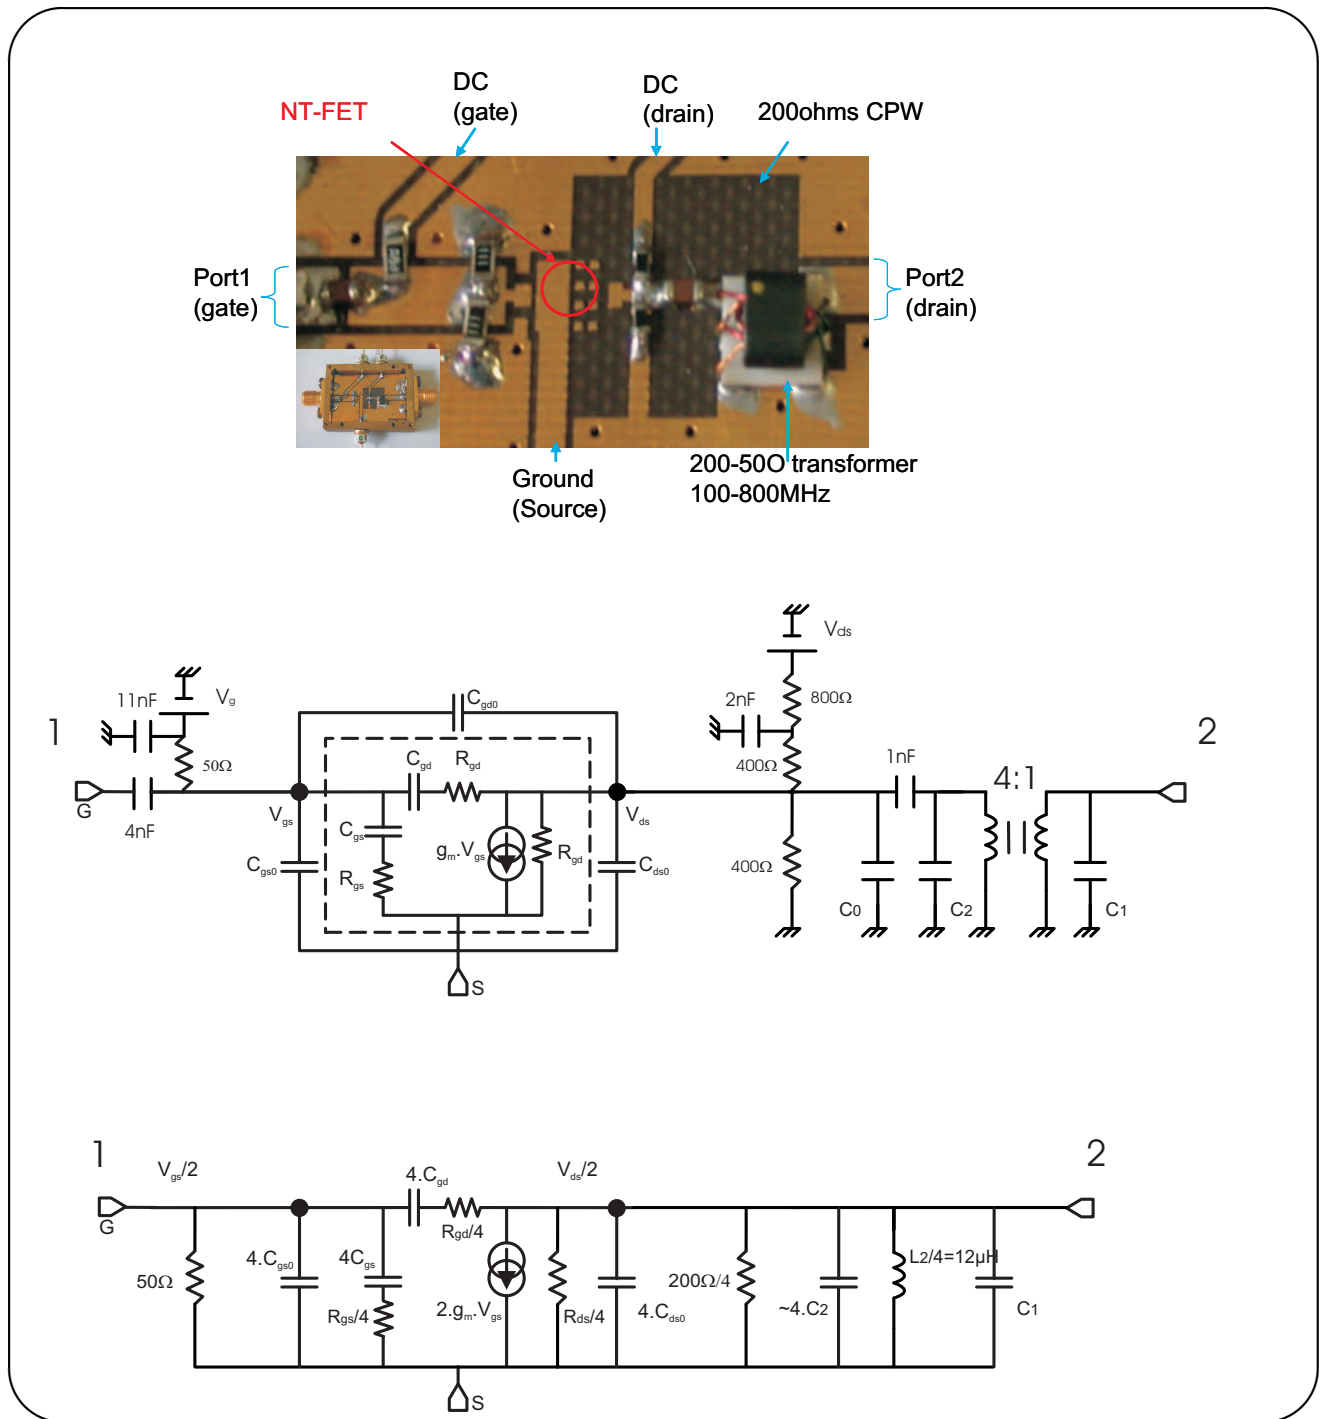 DC
(gate)
DC
(drain)
NT-FET
200ohms CPW
Port1
(gate)
Port2
(drain)
Ground
(Source)
200-50O transformer
100-800MHz
Vds
11nF
Vg
Cgd0
2nF
800Ω
1
2
50Ω
Cgd
Rgd
400Ω
1nF
4:1
G
4nF
Vgs
Vds
Cgs
gm.Vgs
Rgd
Cgs0
Rgs
Cds0
400Ω
C0
C2
C1
S
1
2
Vgs/2
4.Cgd
Vds/2
G
Rgd/4
4.Cgs0
4Cgs
L2/4=12µH
50Ω
200Ω/4
Rgs/4
2.gm.Vgs
Rds/4
4.Cds0
~4.C2
C1
S